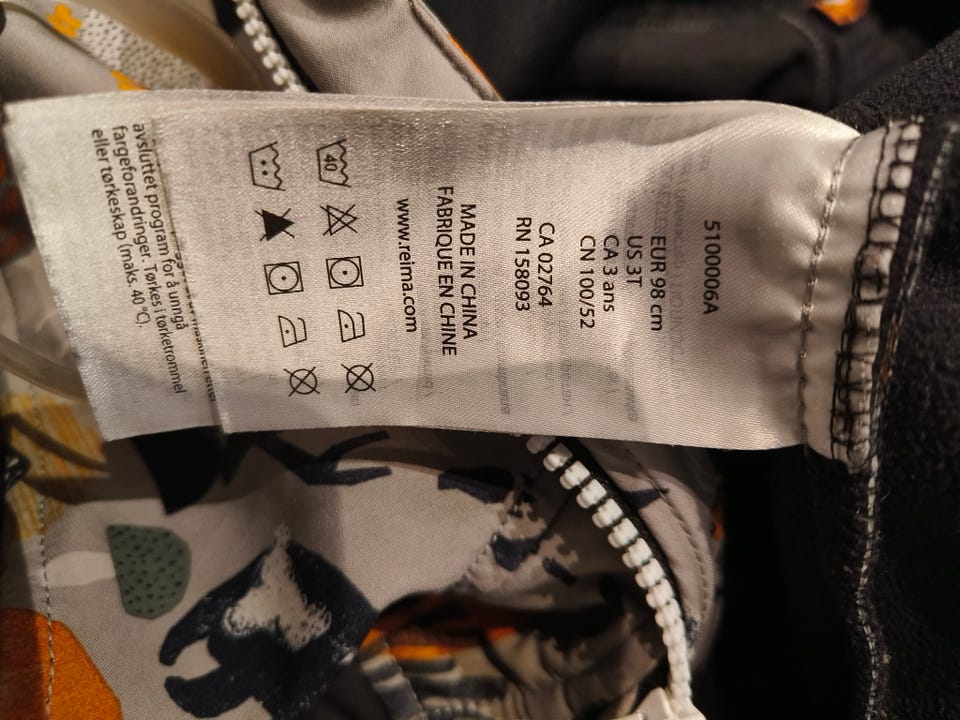 510006A
EUR 98 cm
US 3T
CA 3 ans
CN 100/52
CA 02764
RN 158093
MADE IN CHINA
FABRIQUE EN CHINE
www.reima.com
40
avsluttet program for å unngå
fargeforandringer. Tørkes i tørketrommel
eller tørkeskap (maks. 40 °C).